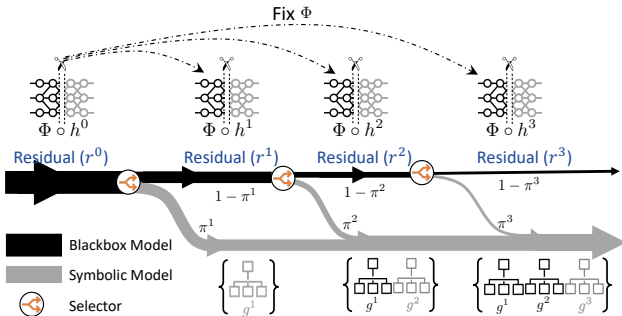 Fix Φ
Φ ∘ h⁰ Φ ∘ h¹ Φ ∘ h² Φ ∘ h³
Residual (r⁰) Residual (r¹) Residual (r²) Residual (r³)
1 − π¹ 1 − π² 1 − π³
π¹ π² π³
Blackbox Model
Symbolic Model
Selector
g¹ g¹ g² g¹ g² g³